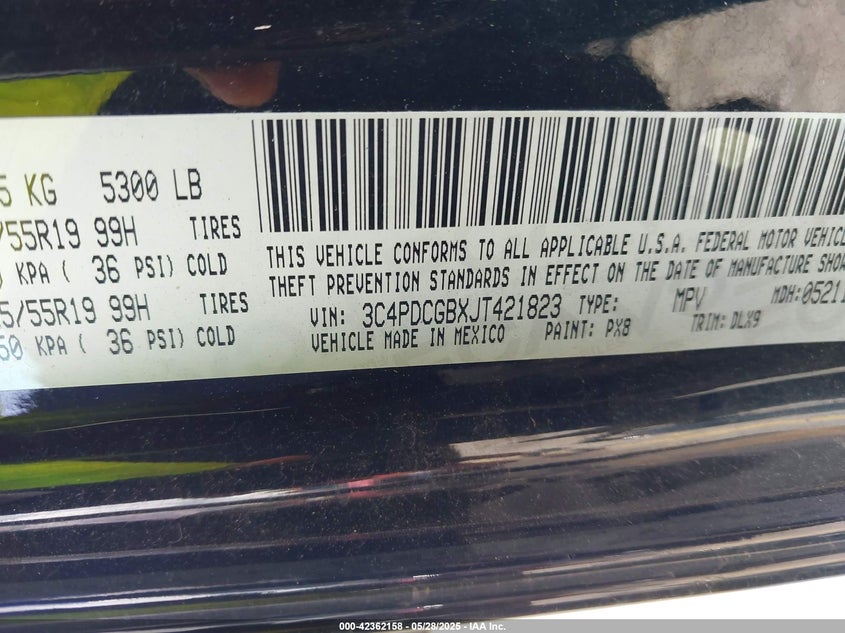 5 KG 5300 LB
/55R19 99H TIRES
KPA ( 36 PSI) COLD
5/55R19 99H TIRES
50 KPA ( 36 PSI) COLD
THIS VEHICLE CONFORMS TO ALL APPLICABLE U.S.A. FEDERAL MOTOR VEHICLE
THEFT PREVENTION STANDARDS IN EFFECT ON THE DATE OF MANUFACTURE SHOW
VIN: 3C4PDCGBXJT421823 TYPE: MPV MDH:05211
VEHICLE MADE IN MEXICO PAINT: PX8 TRIM: DLX9
000-42362158 - 05/28/2025 - IAA Inc.